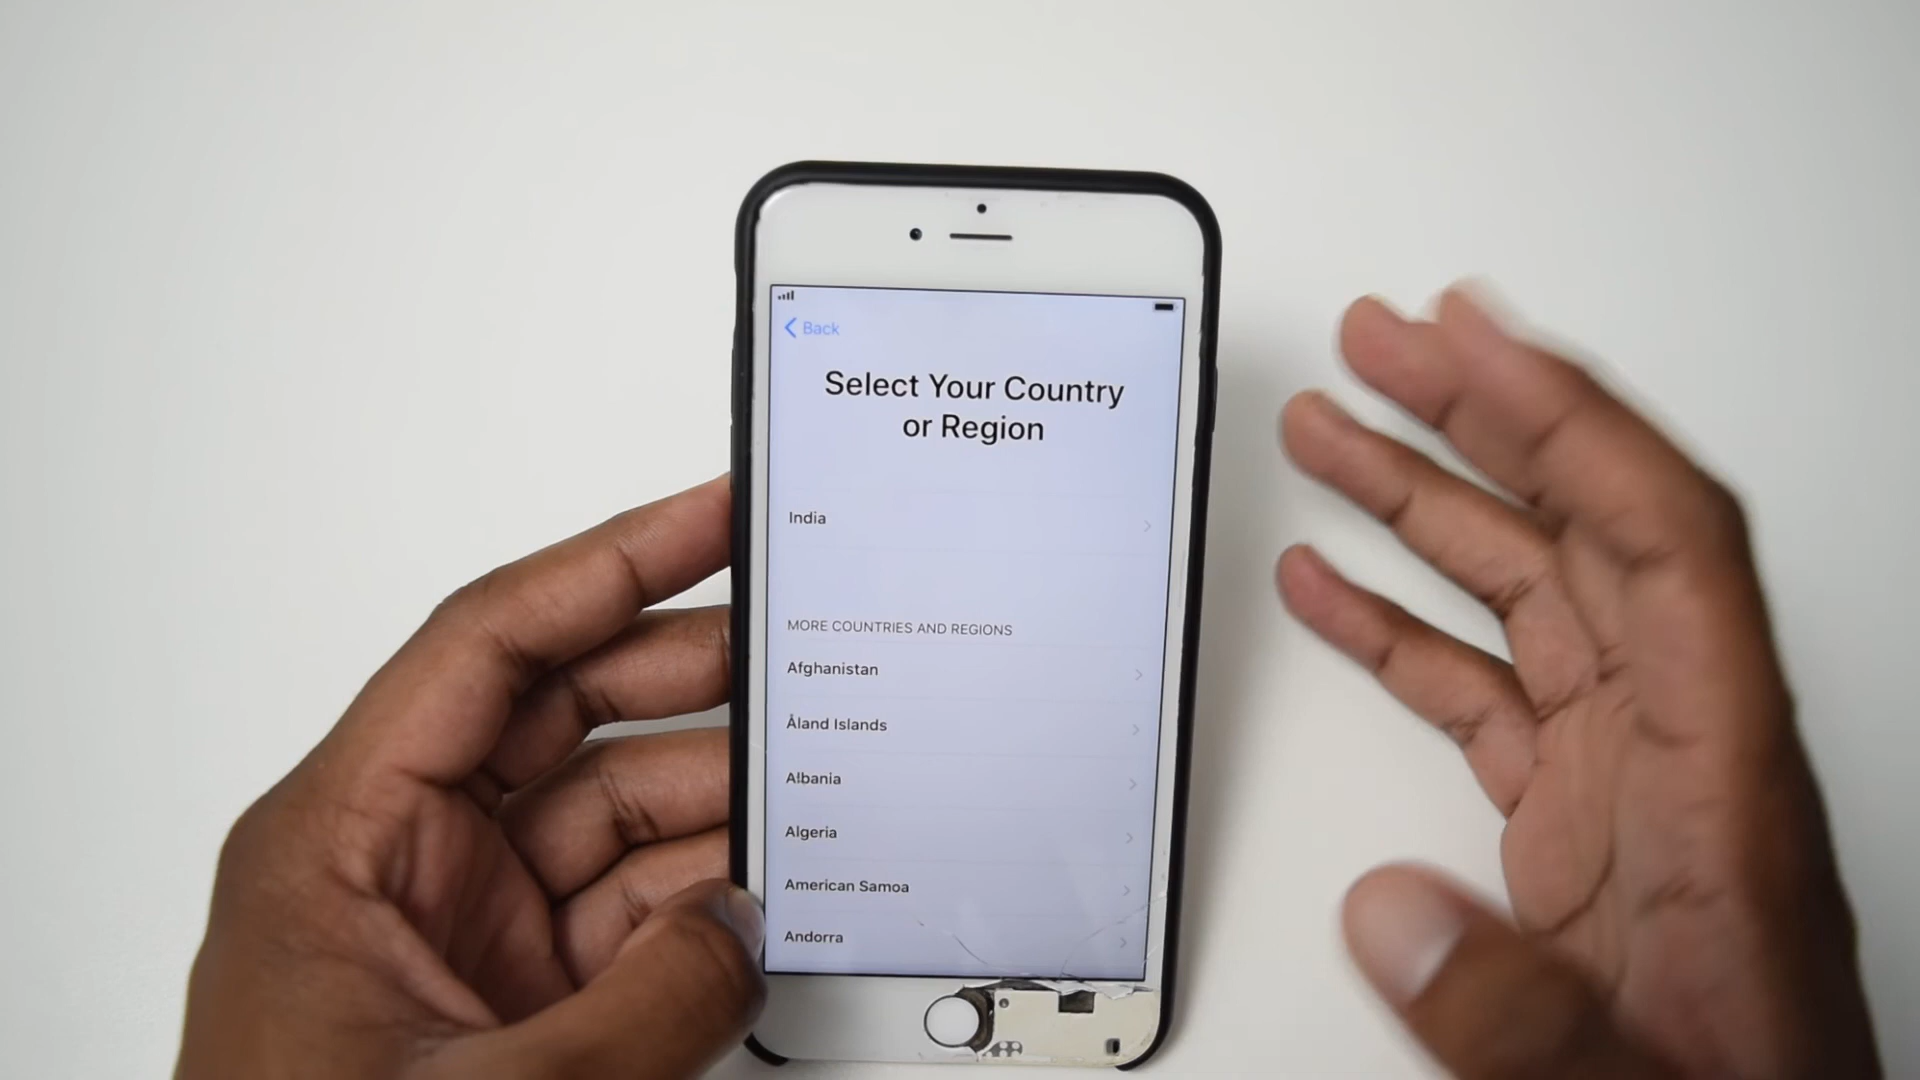 Back
Select Your Country
or Region
India
MORE COUNTRIES AND REGIONS
Afghanistan
Åland Islands
Albania
Algeria
American Samoa
Andorra